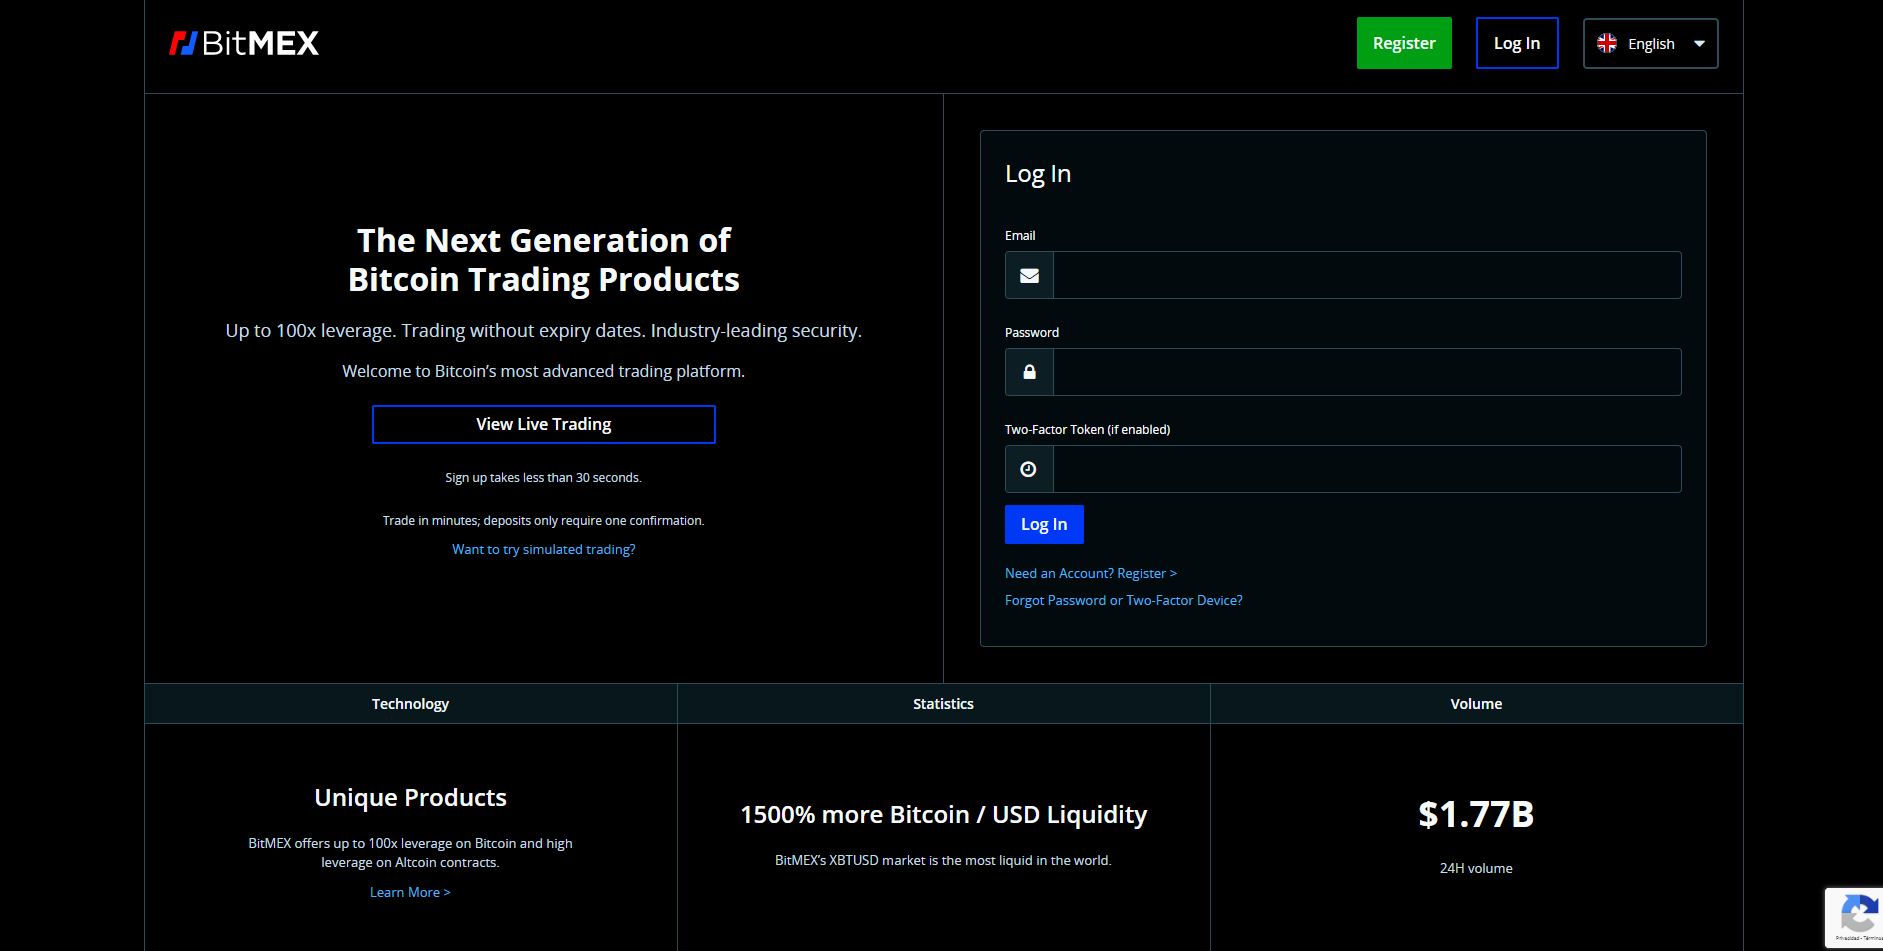 BitMEX
Register
Log In
English
The Next Generation of
Bitcoin Trading Products
Up to 100x leverage. Trading without expiry dates. Industry-leading security.
Welcome to Bitcoin’s most advanced trading platform.
View Live Trading
Sign up takes less than 30 seconds.
Trade in minutes; deposits only require one confirmation.
Want to try simulated trading?
Log In
Email
Password
Two-Factor Token (if enabled)
Log In
Need an Account? Register >
Forgot Password or Two-Factor Device?
Technology
Statistics
Volume
Unique Products
BitMEX offers up to 100x leverage on Bitcoin and high
leverage on Altcoin contracts.
Learn More >
1500% more Bitcoin / USD Liquidity
BitMEX’s XBTUSD market is the most liquid in the world.
$1.77B
24H volume